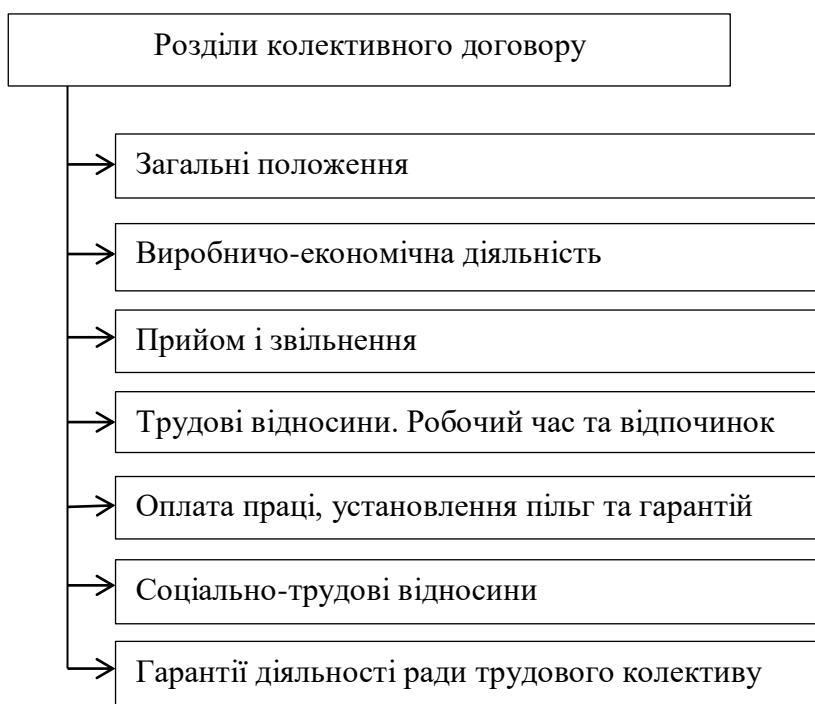 Розділи колективного договору
Загальні положення
Виробничо-економічна діяльність
Прийом і звільнення
Трудові відносини. Робочий час та відпочинок
Оплата праці, установлення пільг та гарантій
Соціально-трудові відносини
Гарантії діяльності ради трудового колективу